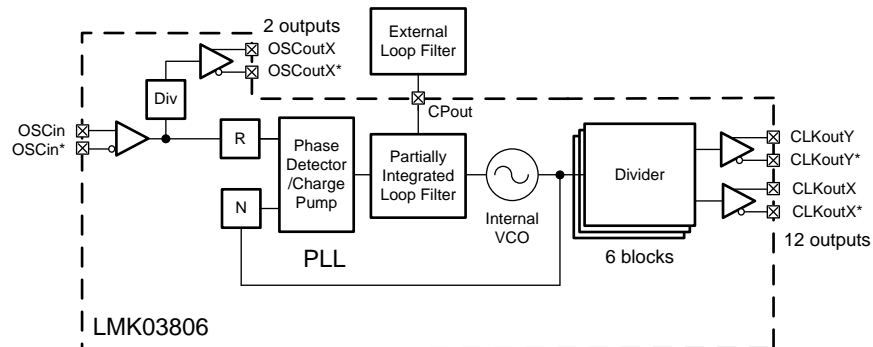 2 outputs
OSCoutX
OSCoutX*
External
Loop Filter
Div
CPout
OSCin
OSCin*
R
Phase
Detector
/Charge
Pump
Partially
Integrated
Loop Filter
Divider
CLKoutY
CLKoutY*
CLKoutX
CLKoutX*
N
Internal
VCO
PLL
6 blocks
12 outputs
LMK03806